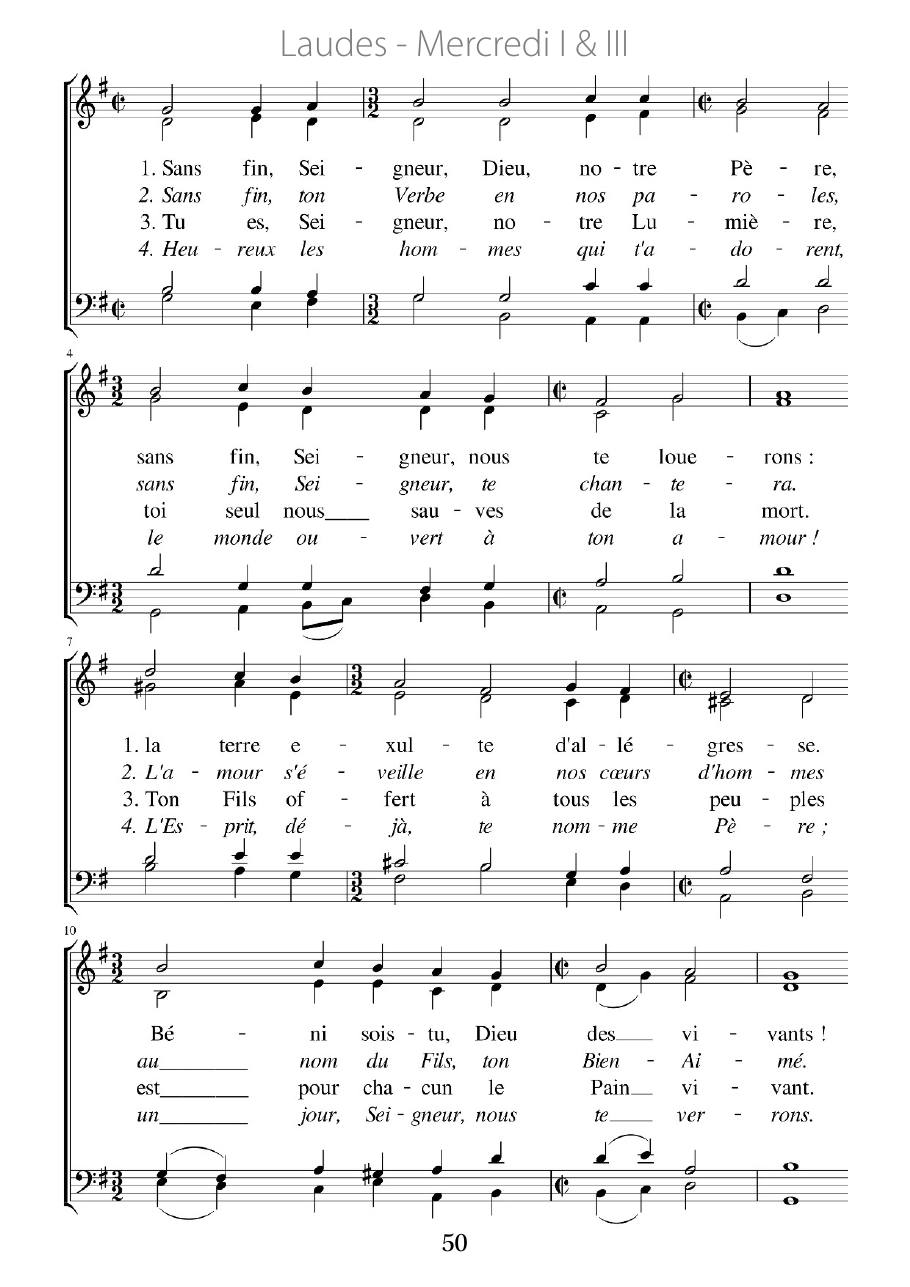 Laudes - Mercredi I & III
1. Sans fin, Sei - gneur, Dieu, no - tre Pè - re,
2. Sans fin, ton Verbe en nos pa - ro - les,
3. Tu es, Sei - gneur, no - tre Lu - miè - re,
4. Heu - reux les hom - mes qui t'a - do - rent,
4
sans fin, Sei - gneur, nous te loue - rons :
sans fin, Sei - gneur, te chan - te - ra.
toi seul nous____ sau - ves de la mort.
le monde ou - vert à ton a - mour !
7
1. la terre e - xul - te d'al - lé - gres - se.
2. L'a - mour s'é - veille en nos cœurs d'hom - mes
3. Ton Fils of - fert à tous les peu - ples
4. L'Es - prit, dé - jà, te nom - me Pè - re ;
10
Bé - ni sois - tu, Dieu des___ vi - vants !
au________ nom du Fils, ton Bien - Ai - mé.
est________ pour cha - cun le Pain__ vi - vant.
un________ jour, Sei - gneur, nous te____ ver - rons.
50